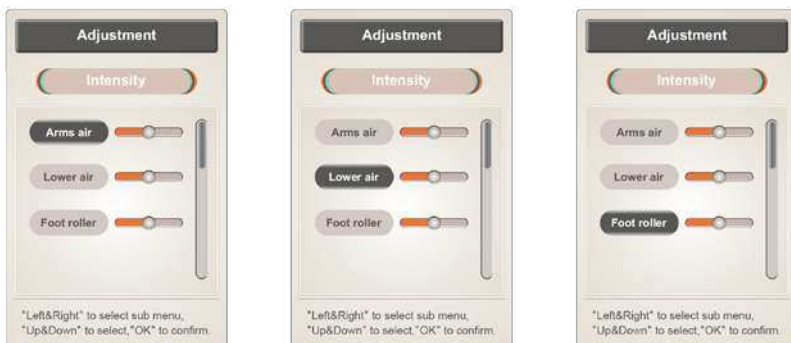 Adjustment
Intensity
Arms air
Lower air
Foot roller
"Left&Right" to select sub menu,
"Up&Down" to select,"OK" to confirm.
Adjustment
Intensity
Arms air
Lower air
Foot roller
"Left&Right" to select sub menu,
"Up&Down" to select,"OK" to confirm.
Adjustment
Intensity
Arms air
Lower air
Foot roller
"Left&Right" to select sub menu,
"Up&Down" to select,"OK" to confirm.